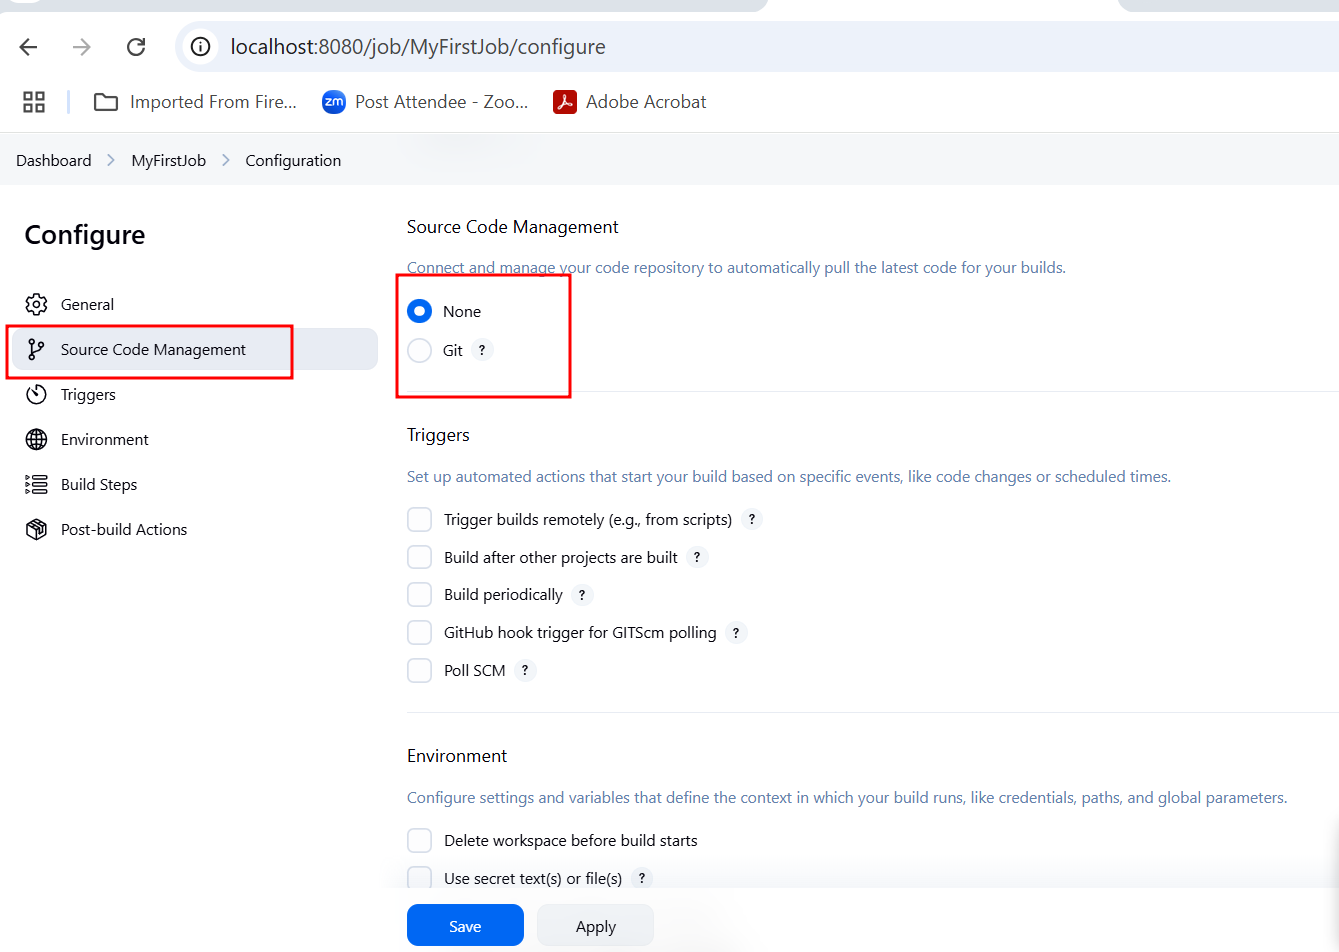 localhost:8080/job/MyFirstJob/configure
Imported From Fire...
zm Post Attendee - Zoo...
Adobe Acrobat
Dashboard > MyFirstJob > Configuration
Configure
General
Source Code Management
Triggers
Environment
Build Steps
Post-build Actions
Source Code Management
Connect and manage your code repository to automatically pull the latest code for your builds.
None
Git ?
Triggers
Set up automated actions that start your build based on specific events, like code changes or scheduled times.
Trigger builds remotely (e.g., from scripts) ?
Build after other projects are built ?
Build periodically ?
GitHub hook trigger for GITScm polling ?
Poll SCM ?
Environment
Configure settings and variables that define the context in which your build runs, like credentials, paths, and global parameters.
Delete workspace before build starts
Use secret text(s) or file(s) ?
Save
Apply